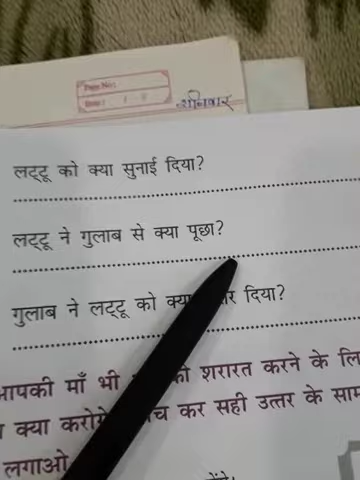 Page No.:
Date:
शनिवार
लट्टू को क्या सुनाई दिया?
लट्टू ने गुलाब से क्या पूछा?
गुलाब ने लट्टू को क्या दिया?
आपकी माँ भी को शरारत करने के लि
क्या करोगे कर सही उत्तर के साम
लगाओ